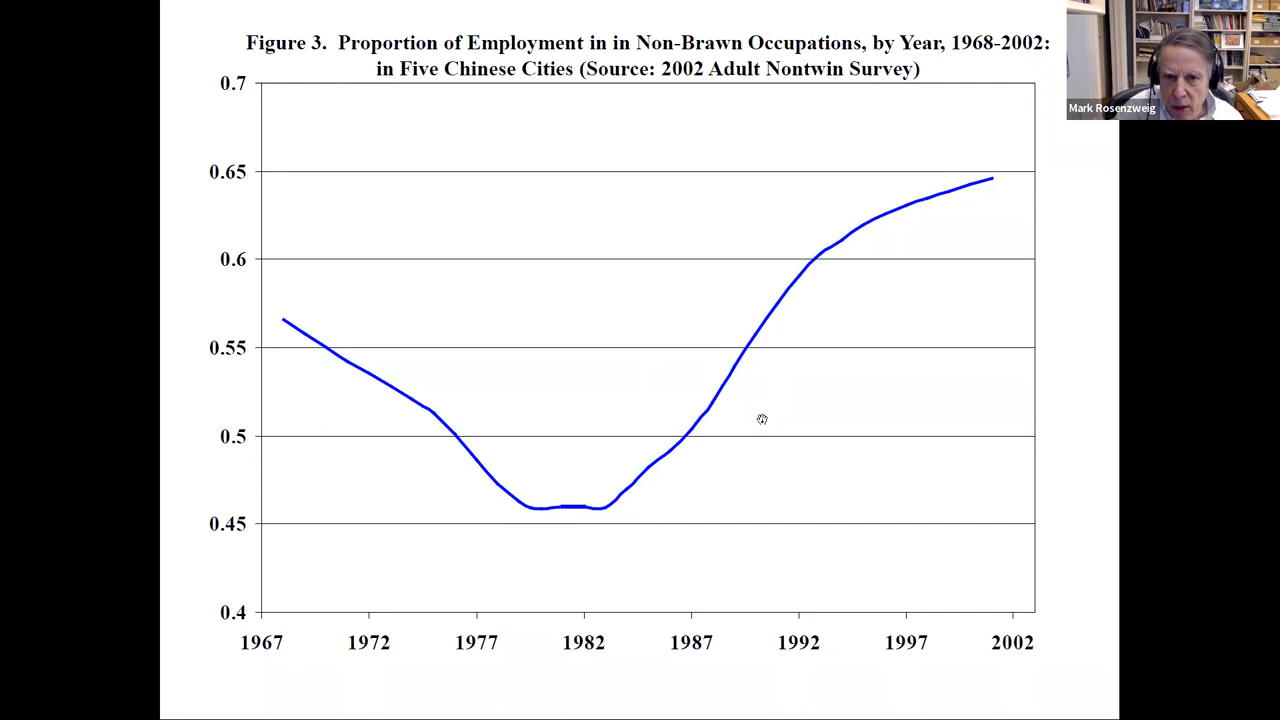 Figure 3.  Proportion of Employment in in Non-Brawn Occupations, by Year, 1968-2002:
in Five Chinese Cities (Source: 2002 Adult Nontwin Survey)
Mark Rosenzweig
0.7
0.65
0.6
0.55
0.5
0.45
0.4
1967 1972 1977 1982 1987 1992 1997 2002